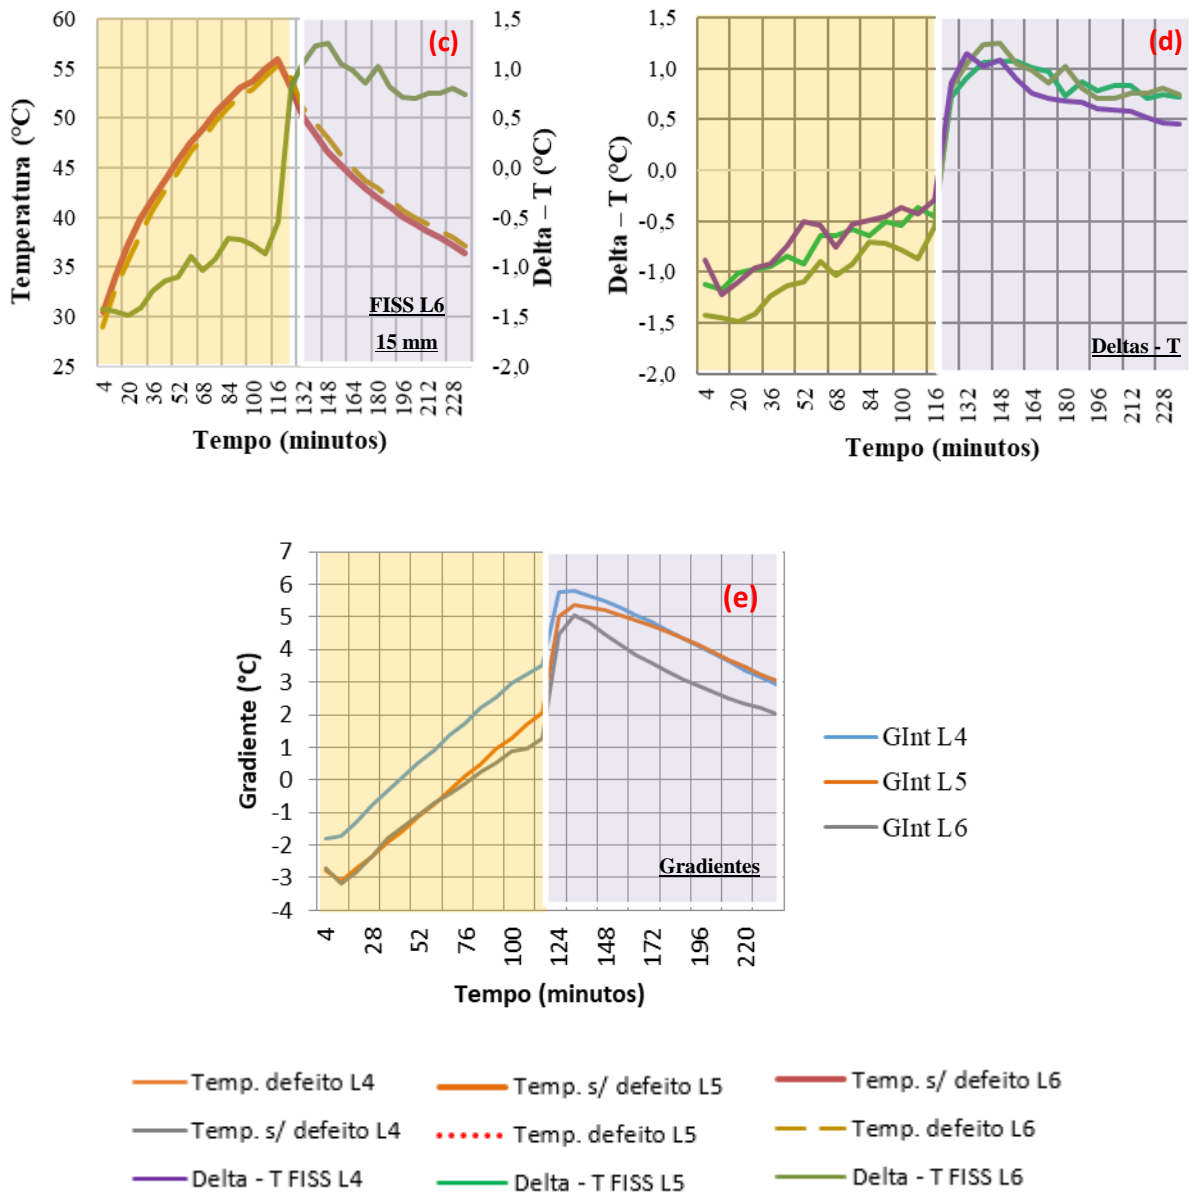 (c)
Temperatura (°C)
60
55
50
45
40
35
30
25
1,5
1,0
0,5
0,0
-0,5
-1,0
-1,5
-2,0
Delta – T (°C)
FISS L6
15 mm
4 20 36 52 68 84 100 116 132 148 164 180 196 212 228
Tempo (minutos)
(d)
Delta – T (°C)
1,5
1,0
0,5
0,0
-0,5
-1,0
-1,5
-2,0
Deltas - T
4 20 36 52 68 84 100 116 132 148 164 180 196 212 228
Tempo (minutos)
(e)
Gradiente (°C)
7
6
5
4
3
2
1
0
-1
-2
-3
-4
Gradientes
4 28 52 76 100 124 148 172 196 220
Tempo (minutos)
GInt L4
GInt L5
GInt L6
Temp. defeito L4
Temp. s/ defeito L5
Temp. s/ defeito L6
Temp. s/ defeito L4
Temp. defeito L5
Temp. defeito L6
Delta - T FISS L4
Delta - T FISS L5
Delta - T FISS L6